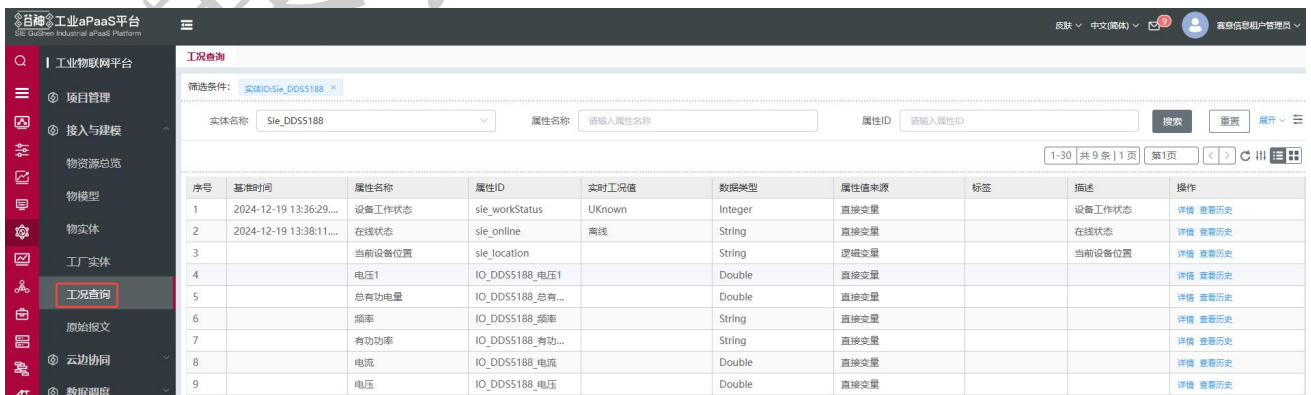 谷神 工业aPaaS平台
SIE GuShen Industrial aPaaS Platform
皮肤 中文(简体) 9 赛意信息租户管理员
工业物联网平台
项目管理
接入与建模
物资源总览
物模型
物实体
工厂实体
工况查询
原始报文
云边协同
数据调度
工况查询
筛选条件: 实体ID:Sie_DDS5188 ×
实体名称 Sie_DDS5188 属性名称 请输入属性名称 属性ID 请输入属性ID 搜索 重置 展开
1-30 共 9 条 1 页 第1页
序号 基准时间 属性名称 属性ID 实时工况值 数据类型 属性值来源 标签 描述 操作
1 2024-12-19 13:36:29.... 设备工作状态 sie_workStatus UKnown Integer 直接变量 设备工作状态 详情 查看历史
2 2024-12-19 13:38:11.... 在线状态 sie_online 离线 String 直接变量 在线状态 详情 查看历史
3 当前设备位置 sie_location String 逻辑变量 当前设备位置 详情 查看历史
4 电压1 IO_DDS5188_电压1 Double 直接变量 详情 查看历史
5 总有功电量 IO_DDS5188_总有... Double 直接变量 详情 查看历史
6 频率 IO_DDS5188_频率 String 直接变量 详情 查看历史
7 有功功率 IO_DDS5188_有功... String 直接变量 详情 查看历史
8 电流 IO_DDS5188_电流 Double 直接变量 详情 查看历史
9 电压 IO_DDS5188_电压 Double 直接变量 详情 查看历史